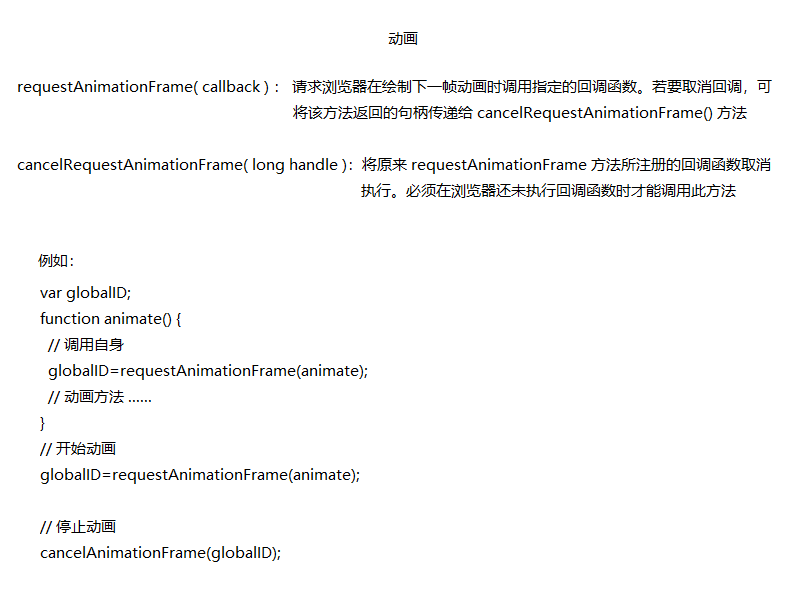 动画
requestAnimationFrame( callback ) ： 请求浏览器在绘制下一帧动画时调用指定的回调函数。若要取消回调，可
将该方法返回的句柄传递给 cancelRequestAnimationFrame() 方法
cancelRequestAnimationFrame( long handle )： 将原来 requestAnimationFrame 方法所注册的回调函数取消
执行。必须在浏览器还未执行回调函数时才能调用此方法
例如：
var globalID;
function animate() {
// 调用自身
globalID=requestAnimationFrame(animate);
// 动画方法 ......
}
// 开始动画
globalID=requestAnimationFrame(animate);
// 停止动画
cancelAnimationFrame(globalID);